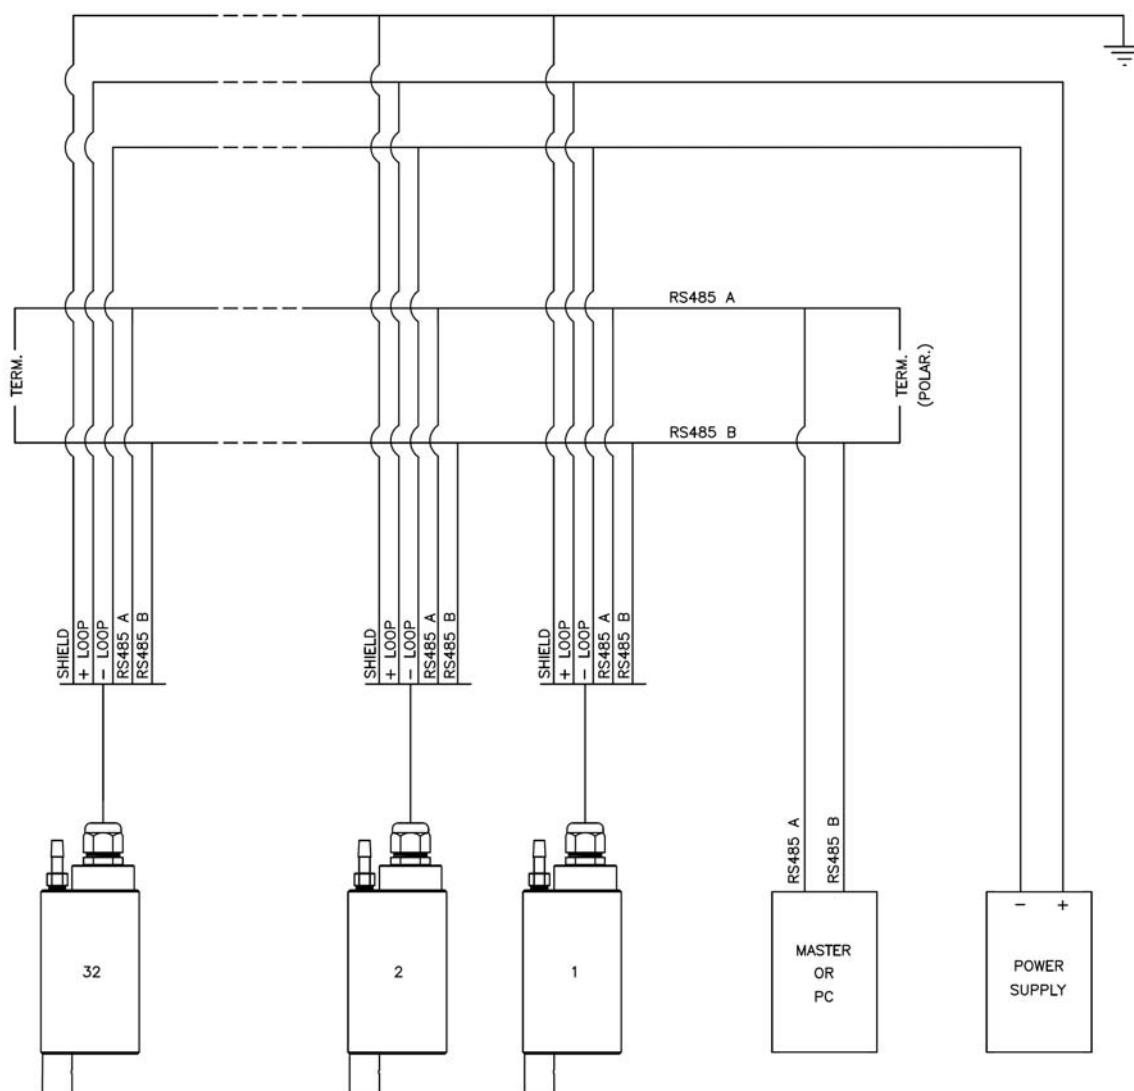 RS485 A
TERM.
TERM.
(POLAR.)
RS485 B
SHIELD
+ LOOP
- LOOP
RS485 A
RS485 B
SHIELD
+ LOOP
- LOOP
RS485 A
RS485 B
SHIELD
+ LOOP
- LOOP
RS485 A
RS485 B
RS485 A
RS485 B
- +
32
2
1
MASTER
OR
PC
POWER
SUPPLY